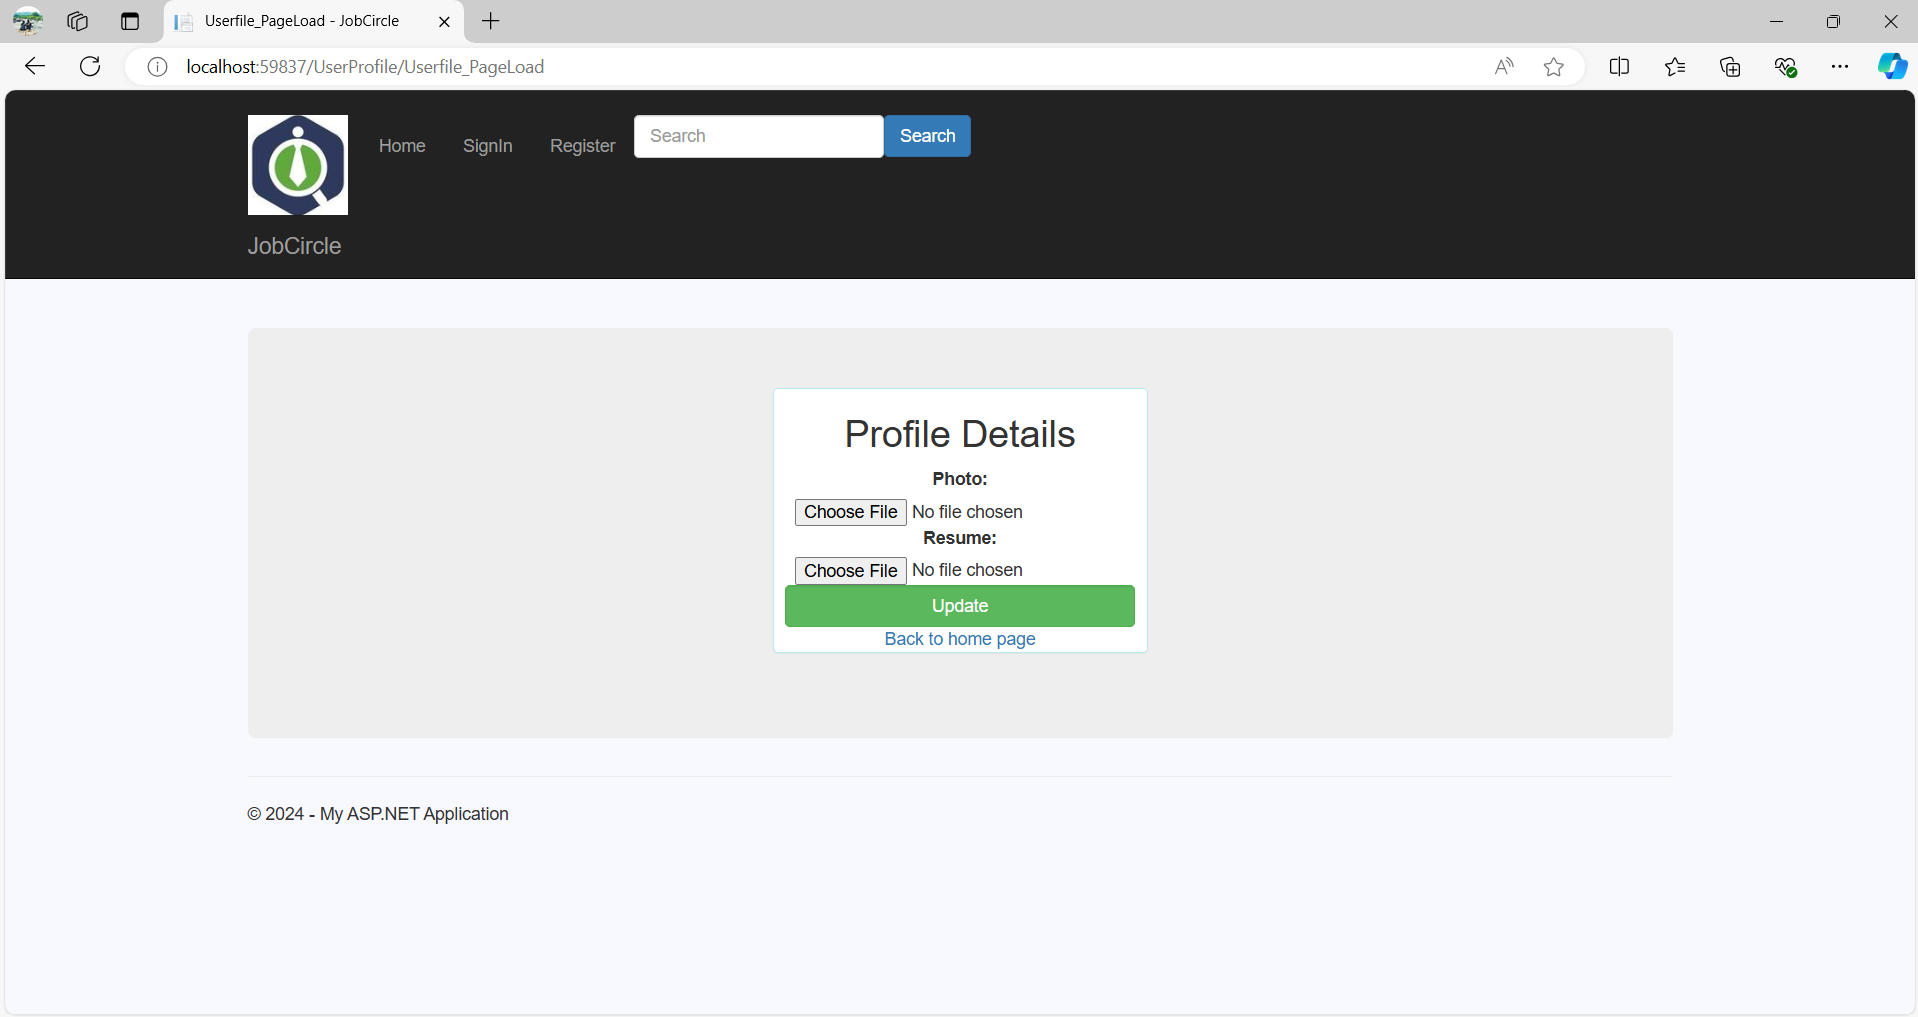 Userfile_PageLoad - JobCircle
localhost:59837/UserProfile/Userfile_PageLoad
Home SignIn Register Search Search
JobCircle
Profile Details
Photo:
Choose File No file chosen
Resume:
Choose File No file chosen
Update
Back to home page
© 2024 - My ASP.NET Application